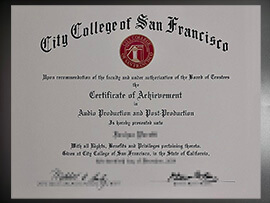 City College of San Francisco
Upon recommendation of the faculty and under authorization of the Board of Trustees
the
Certificate of Achievement
in
Audio Production and Post-Production
is hereby presented unto
With all Rights, Benefits and Privileges pertaining thereto.
Given at City College of San Francisco, in the State of California,